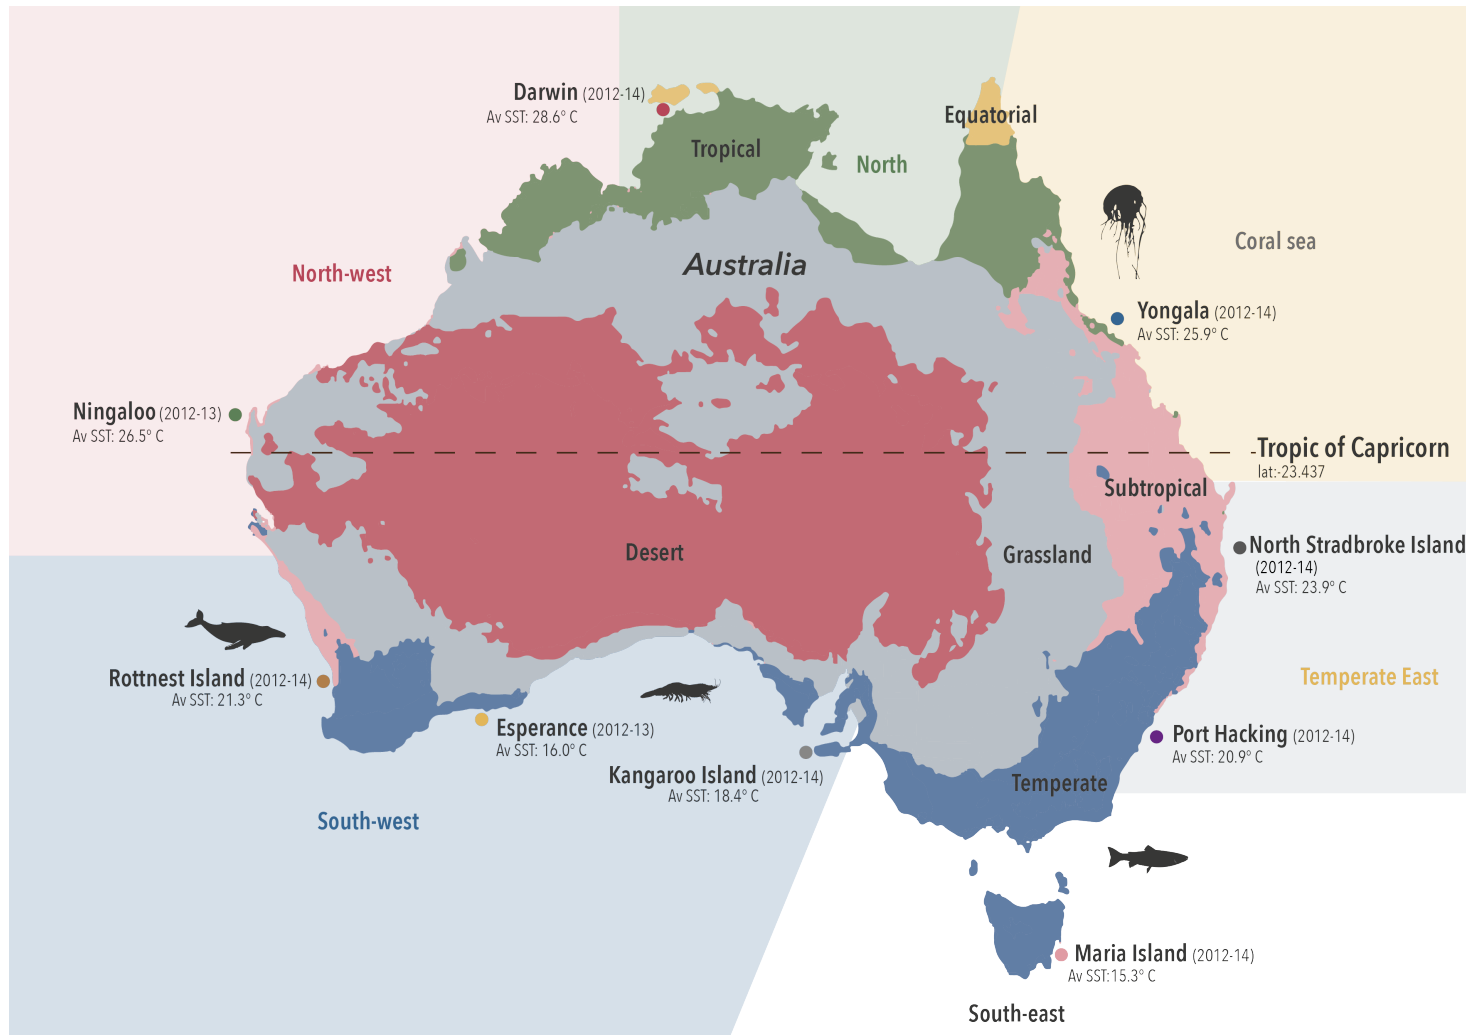 Darwin (2012-14)
Av SST: 28.6° C
Equatorial
Tropical
North
Coral sea
Australia
North-west
Yongala (2012-14)
Av SST: 25.9° C
Ningaloo (2012-13)
Av SST: 26.5° C
Tropic of Capricorn
lat:-23.437
Subtropical
Desert
Grassland
North Stradbroke Island
(2012-14)
Av SST: 23.9° C
Rottnest Island (2012-14)
Av SST: 21.3° C
Temperate East
Esperance (2012-13)
Av SST: 16.0° C
Port Hacking (2012-14)
Av SST: 20.9° C
Kangaroo Island (2012-14)
Av SST: 18.4° C
Temperate
South-west
Maria Island (2012-14)
Av SST:15.3° C
South-east